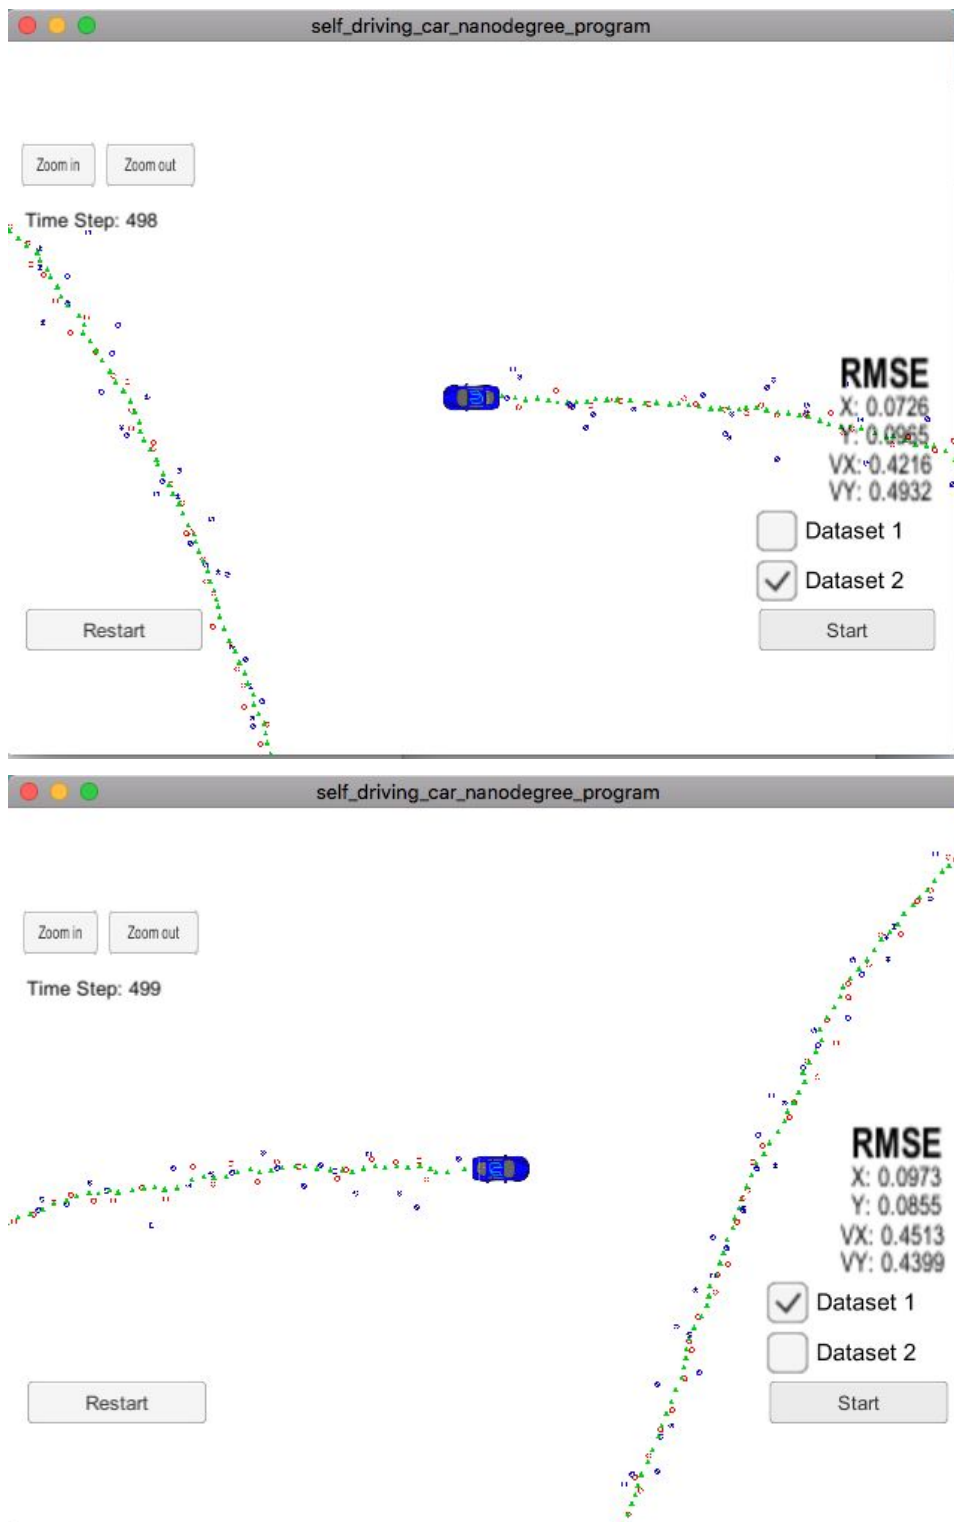 self_driving_car_nanodegree_program
Zoom in Zoom out
Time Step: 498
RMSE
X: 0.0726
Y: 0.0965
VX: 0.4216
VY: 0.4932
Dataset 1
Dataset 2
Restart Start
self_driving_car_nanodegree_program
Zoom in Zoom out
Time Step: 499
RMSE
X: 0.0973
Y: 0.0855
VX: 0.4513
VY: 0.4399
Dataset 1
Dataset 2
Restart Start